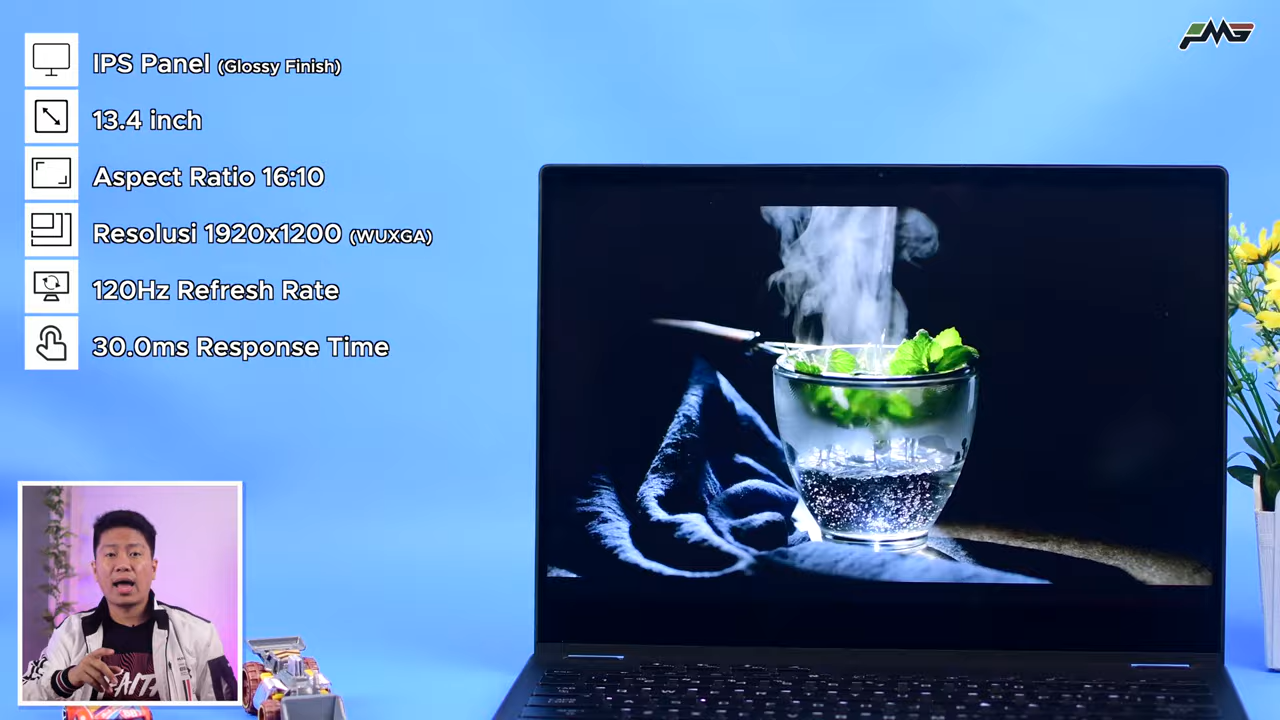 IPS Panel (Glossy Finish)
13.4 inch
Aspect Ratio 16:10
Resolusi 1920x1200 (WUXGA)
120Hz Refresh Rate
30.0ms Response Time
PMG